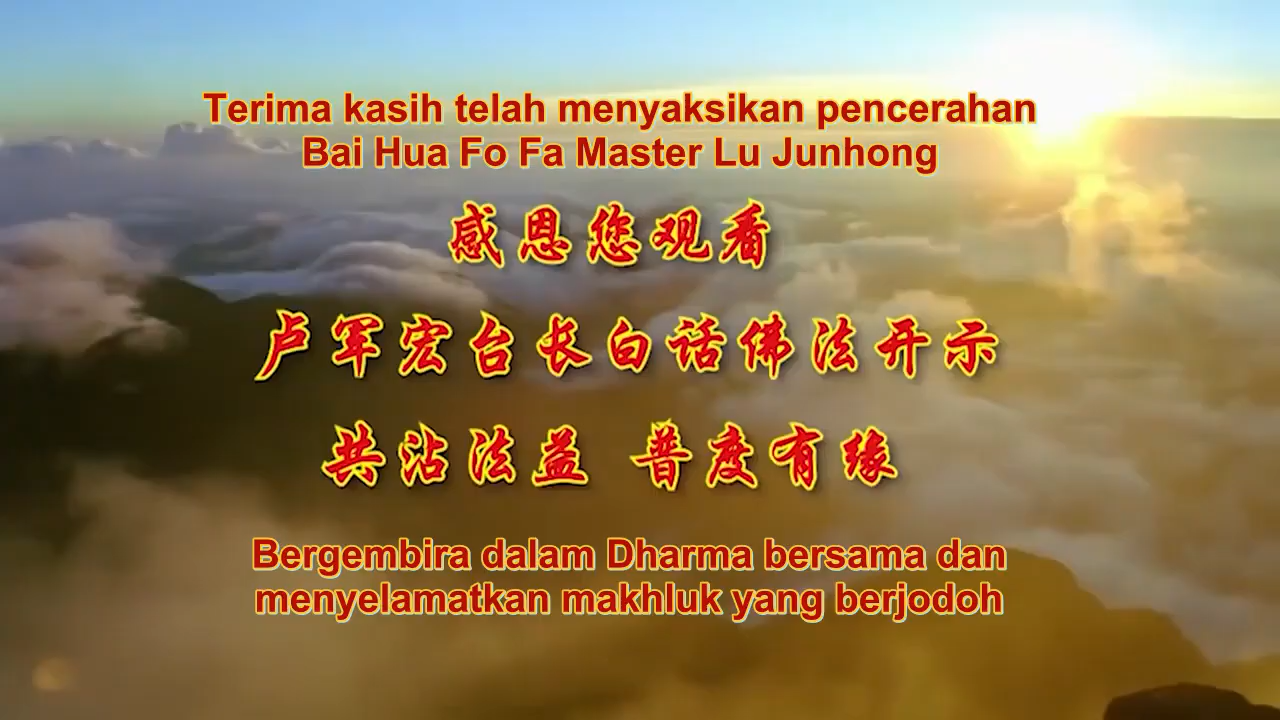 Terima kasih telah menyaksikan pencerahan
Bai Hua Fo Fa Master Lu Junhong
感恩您观看
卢军宏台长白话佛法开示
共沾法益 普度有缘
Bergembira dalam Dharma bersama dan
menyelamatkan makhluk yang berjodoh